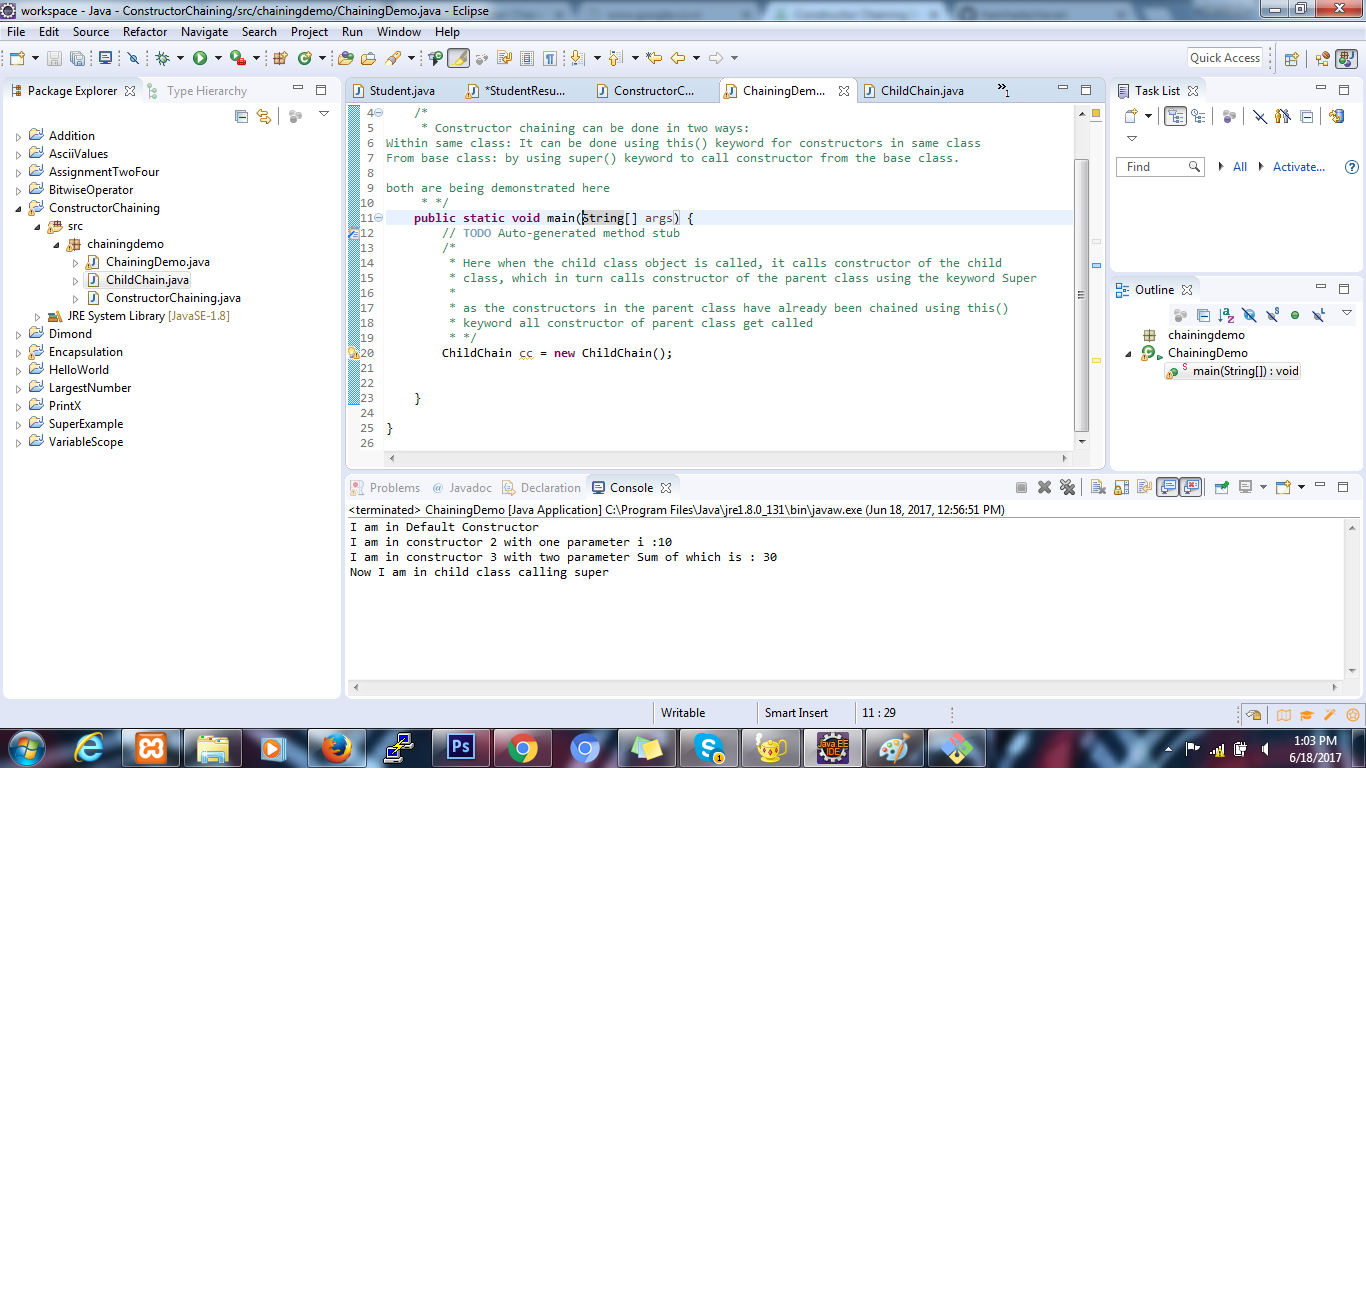 workspace - Java - ConstructorChaining/src/chainingdemo/ChainingDemo.java - Eclipse
File Edit Source Refactor Navigate Search Project Run Window Help
Quick Access
Package Explorer Type Hierarchy
Addition
AsciiValues
AssignmentTwoFour
BitwiseOperator
ConstructorChaining
src
chainingdemo
ChainingDemo.java
ChildChain.java
ConstructorChaining.java
JRE System Library [JavaSE-1.8]
Dimond
Encapsulation
HelloWorld
LargestNumber
PrintX
SuperExample
VariableScope
Student.java *StudentResu... ConstructorC... ChainingDem... ChildChain.java »1
4 /*
5 * Constructor chaining can be done in two ways:
6 Within same class: It can be done using this() keyword for constructors in same class
7 From base class: by using super() keyword to call constructor from the base class.
8
9 both are being demonstrated here
10 * */
11 public static void main(String[] args) {
12 // TODO Auto-generated method stub
13 /*
14 * Here when the child class object is called, it calls constructor of the child
15 * class, which in turn calls constructor of the parent class using the keyword Super
16 *
17 * as the constructors in the parent class have already been chained using this()
18 * keyword all constructor of parent class get called
19 * */
20 ChildChain cc = new ChildChain();
21
22
23 }
24
25 }
26
Task List
Find All Activate...
Outline
chainingdemo
ChainingDemo
main(String[]) : void
Problems Javadoc Declaration Console
<terminated> ChainingDemo [Java Application] C:\Program Files\Java\jre1.8.0_131\bin\javaw.exe (Jun 18, 2017, 12:56:51 PM)
I am in Default Constructor
I am in constructor 2 with one parameter i :10
I am in constructor 3 with two parameter Sum of which is : 30
Now I am in child class calling super
Writable Smart Insert 11 : 29
Ps
Java EE
IDE
1
1:03 PM
6/18/2017